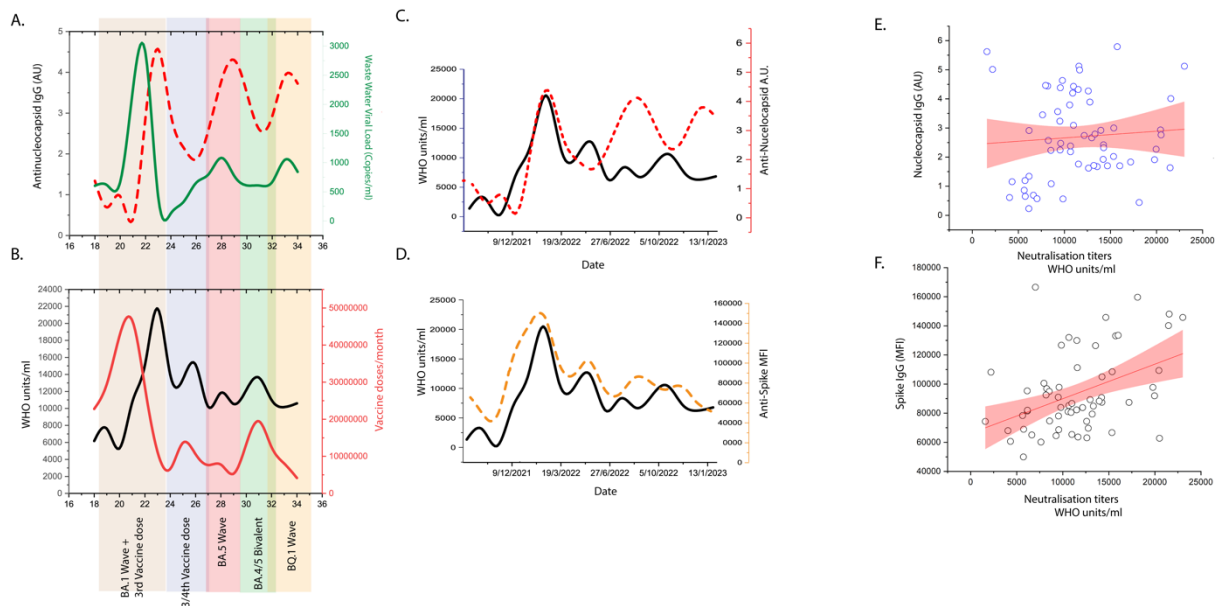 A.
Antinucleocapsid IgG (AU)
5
4
3
2
1
0
3000
2500
2000
1500
1000
500
0
Waste Water Viral Load (Copies/ml)
16 18 20 22 24 26 28 30 32 34 36
B.
WHO units/ml
24000
22000
20000
18000
16000
14000
12000
10000
8000
6000
4000
2000
0
50000000
40000000
30000000
20000000
10000000
0
Vaccine doses/month
16 18 20 22 24 26 28 30 32 34 36
BA.1 Wave +
3rd Vaccine dose
3/4th Vaccine dose
BA.5 Wave
BA.4/5 Bivalent
BQ.1 Wave
C.
WHO units/ml
25000
20000
15000
10000
5000
0
6
5
4
3
2
1
0
Anti-Nucelocapsid A.U.
9/12/2021 19/3/2022 27/6/2022 5/10/2022 13/1/2023
Date
D.
WHO units/ml
25000
20000
15000
10000
5000
0
160000
140000
120000
100000
80000
60000
40000
20000
0
Anti-Spike MFI
9/12/2021 19/3/2022 27/6/2022 5/10/2022 13/1/2023
Date
E.
Nucleocapsid IgG (AU)
6
5
4
3
2
1
0
0 5000 10000 15000 20000 25000
Neutralisation titers
WHO units/ml
F.
Spike IgG (MFI)
180000
160000
140000
120000
100000
80000
60000
40000
0 5000 10000 15000 20000 25000
Neutralisation titers
WHO units/ml